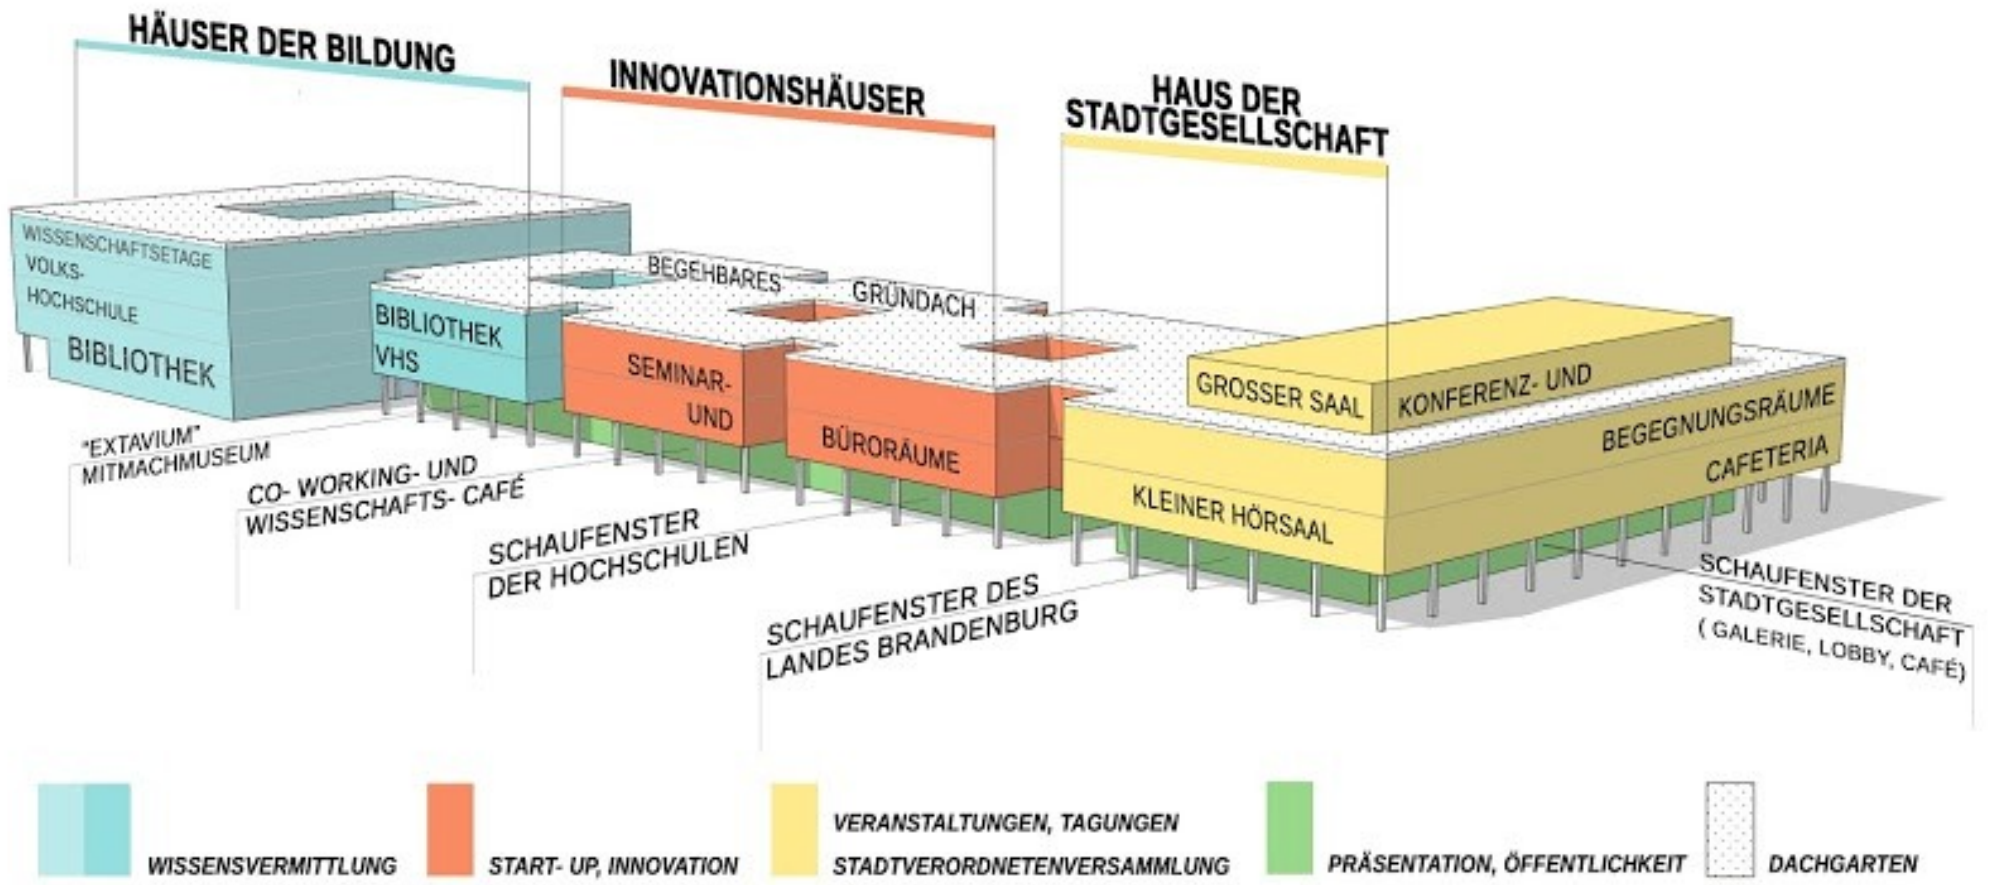 HÄUSER DER BILDUNG
INNOVATIONSHÄUSER
HAUS DER
STADTGESELLSCHAFT
WISSENSCHAFTSETAGE
VOLKS-
HOCHSCHULE
BIBLIOTHEK
BIBLIOTHEK
VHS
BEGEHBARES
GRÜNDACH
SEMINAR-
UND
BÜRORÄUME
GROSSER SAAL
KONFERENZ- UND
BEGEGNUNGSRÄUME
CAFETERIA
KLEINER HÖRSAAL
"EXTAVIUM"
MITMACHMUSEUM
CO- WORKING- UND
WISSENSCHAFTS- CAFÉ
SCHAUFENSTER
DER HOCHSCHULEN
SCHAUFENSTER DES
LANDES BRANDENBURG
SCHAUFENSTER DER
STADTGESELLSCHAFT
( GALERIE, LOBBY, CAFÉ)
WISSENSVERMITTLUNG
START- UP, INNOVATION
VERANSTALTUNGEN, TAGUNGEN
STADTVERORDNETENVERSAMMLUNG
PRÄSENTATION, ÖFFENTLICHKEIT
DACHGARTEN